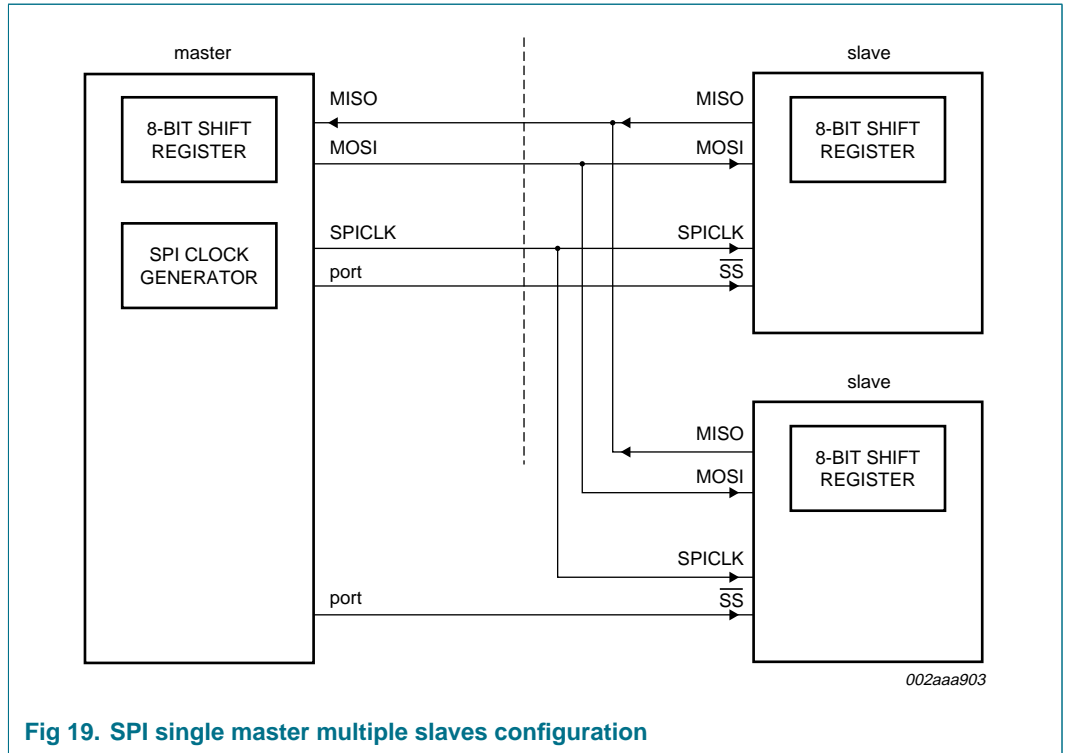 master
slave
8-BIT SHIFT
REGISTER
MISO
MISO
8-BIT SHIFT
REGISTER
MOSI
MOSI
SPI CLOCK
GENERATOR
SPICLK
SPICLK
port
S̅S̅
slave
MISO
8-BIT SHIFT
REGISTER
MOSI
SPICLK
port
S̅S̅
002aaa903
Fig 19. SPI single master multiple slaves configuration